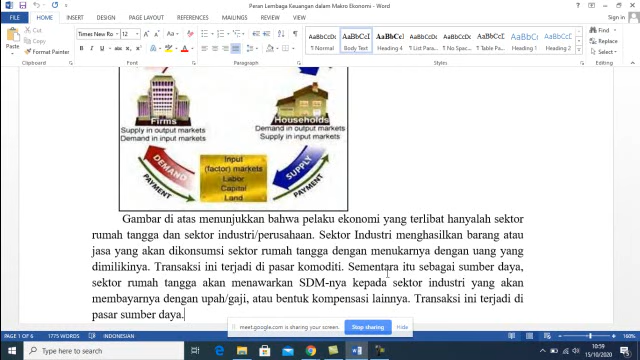 Peran Lembaga Keuangan dalam Makro Ekonomi - Word
FILE HOME INSERT DESIGN PAGE LAYOUT REFERENCES MAILINGS REVIEW VIEW Sign in
Paste Cut Copy Format Painter
Times New Ro 12
Find
Replace
Select
¶ Normal Body Text Heading 4 ¶ List Para... ¶ No Spac... ¶ Table Pa... Heading 1 Heading 2
Clipboard Font Paragraph Styles Editing
Firms
Supply in output markets
Demand in input markets
Households
Demand in output markets
Supply in input markets
DEMAND
PAYMENT
Input
(factor) markets
Labor
Capital
Land
SUPPLY
PAYMENT
Gambar di atas menunjukkan bahwa pelaku ekonomi yang terlibat hanyalah sektor
rumah tangga dan sektor industri/perusahaan. Sektor Industri menghasilkan barang atau
jasa yang akan dikonsumsi sektor rumah tangga dengan menukarnya dengan uang yang
dimilikinya. Transaksi ini terjadi di pasar komoditi. Sementara itu sebagai sumber daya,
sektor rumah tangga akan menawarkan SDM-nya kepada sektor industri yang akan
membayarnya dengan upah/gaji, atau bentuk kompensasi lainnya. Transaksi ini terjadi di
pasar sumber daya.
meet.google.com is sharing your screen. Stop sharing Hide
PAGE 1 OF 6 1775 WORDS INDONESIAN 160%
Type here to search
10:59
15/10/2020